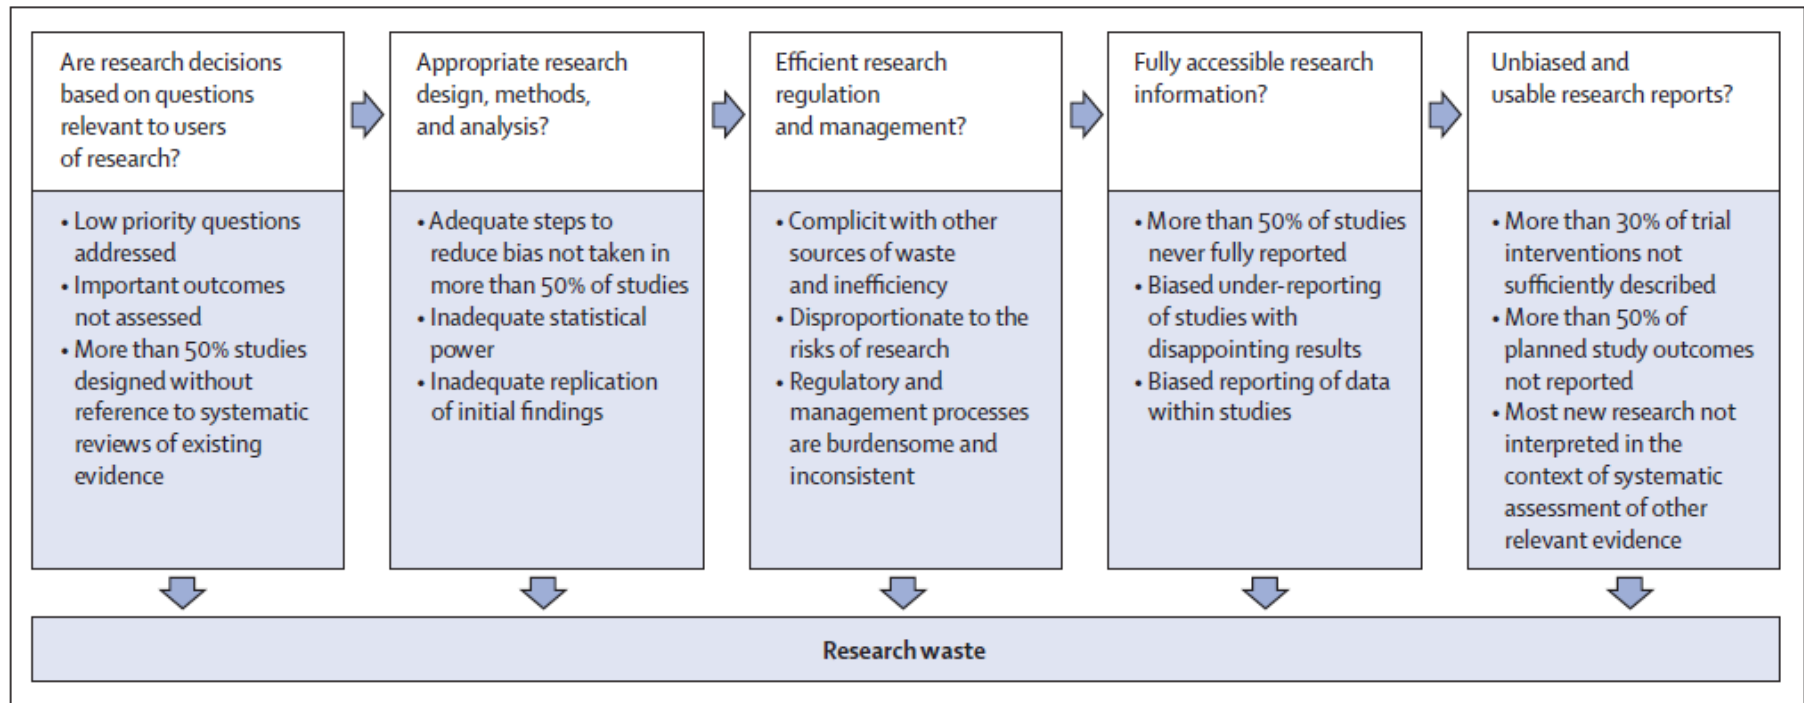 Are research decisions
based on questions
relevant to users
of research?
• Low priority questions
addressed
• Important outcomes
not assessed
• More than 50% studies
designed without
reference to systematic
reviews of existing
evidence
Appropriate research
design, methods,
and analysis?
• Adequate steps to
reduce bias not taken in
more than 50% of studies
• Inadequate statistical
power
• Inadequate replication
of initial findings
Efficient research
regulation
and management?
• Complicit with other
sources of waste
and inefficiency
• Disproportionate to the
risks of research
• Regulatory and
management processes
are burdensome and
inconsistent
Fully accessible research
information?
• More than 50% of studies
never fully reported
• Biased under-reporting
of studies with
disappointing results
• Biased reporting of data
within studies
Unbiased and
usable research reports?
• More than 30% of trial
interventions not
sufficiently described
• More than 50% of
planned study outcomes
not reported
• Most new research not
interpreted in the
context of systematic
assessment of other
relevant evidence
Research waste